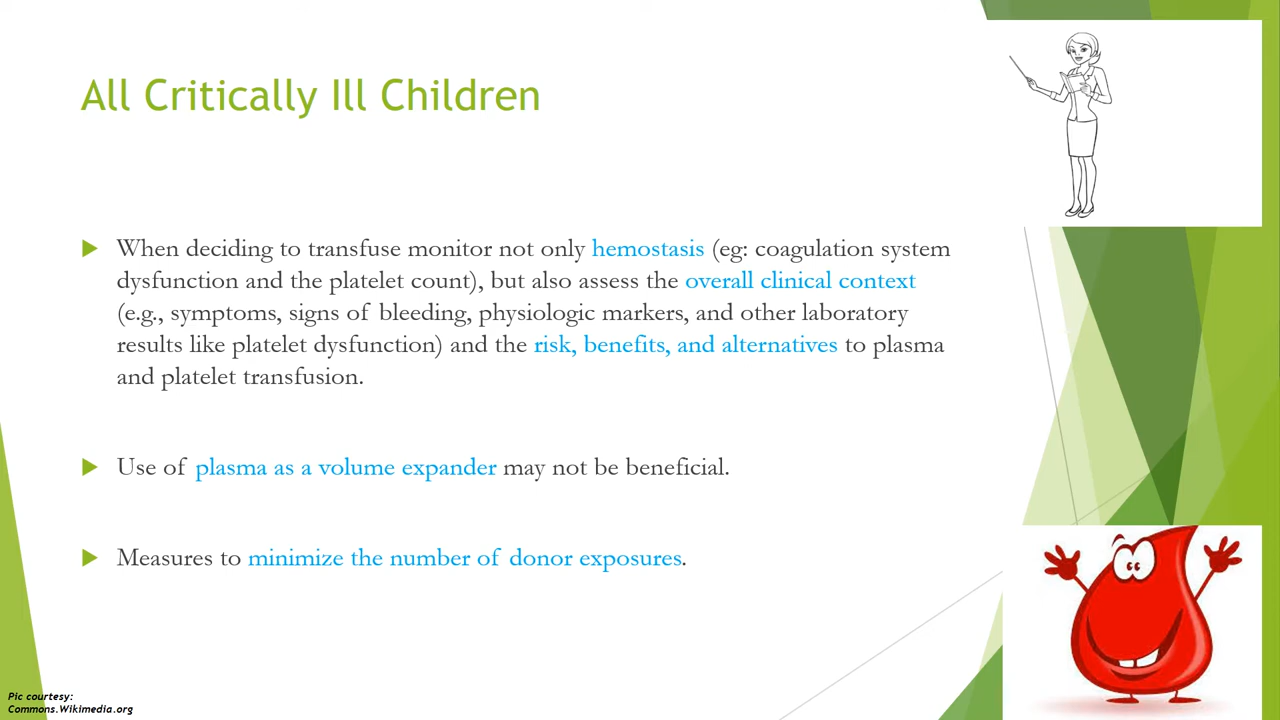 All Critically Ill Children
When deciding to transfuse monitor not only hemostasis (eg: coagulation system
dysfunction and the platelet count), but also assess the overall clinical context
(e.g., symptoms, signs of bleeding, physiologic markers, and other laboratory
results like platelet dysfunction) and the risk, benefits, and alternatives to plasma
and platelet transfusion.
Use of plasma as a volume expander may not be beneficial.
Measures to minimize the number of donor exposures.
Pic courtesy:
Commons.Wikimedia.org